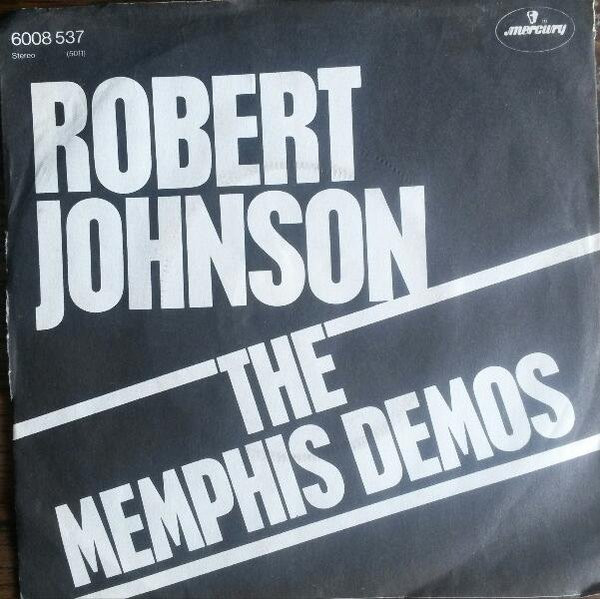 6008 537
Stereo (5011)
mercury
ROBERT
JOHNSON
THE
MEMPHIS DEMOS